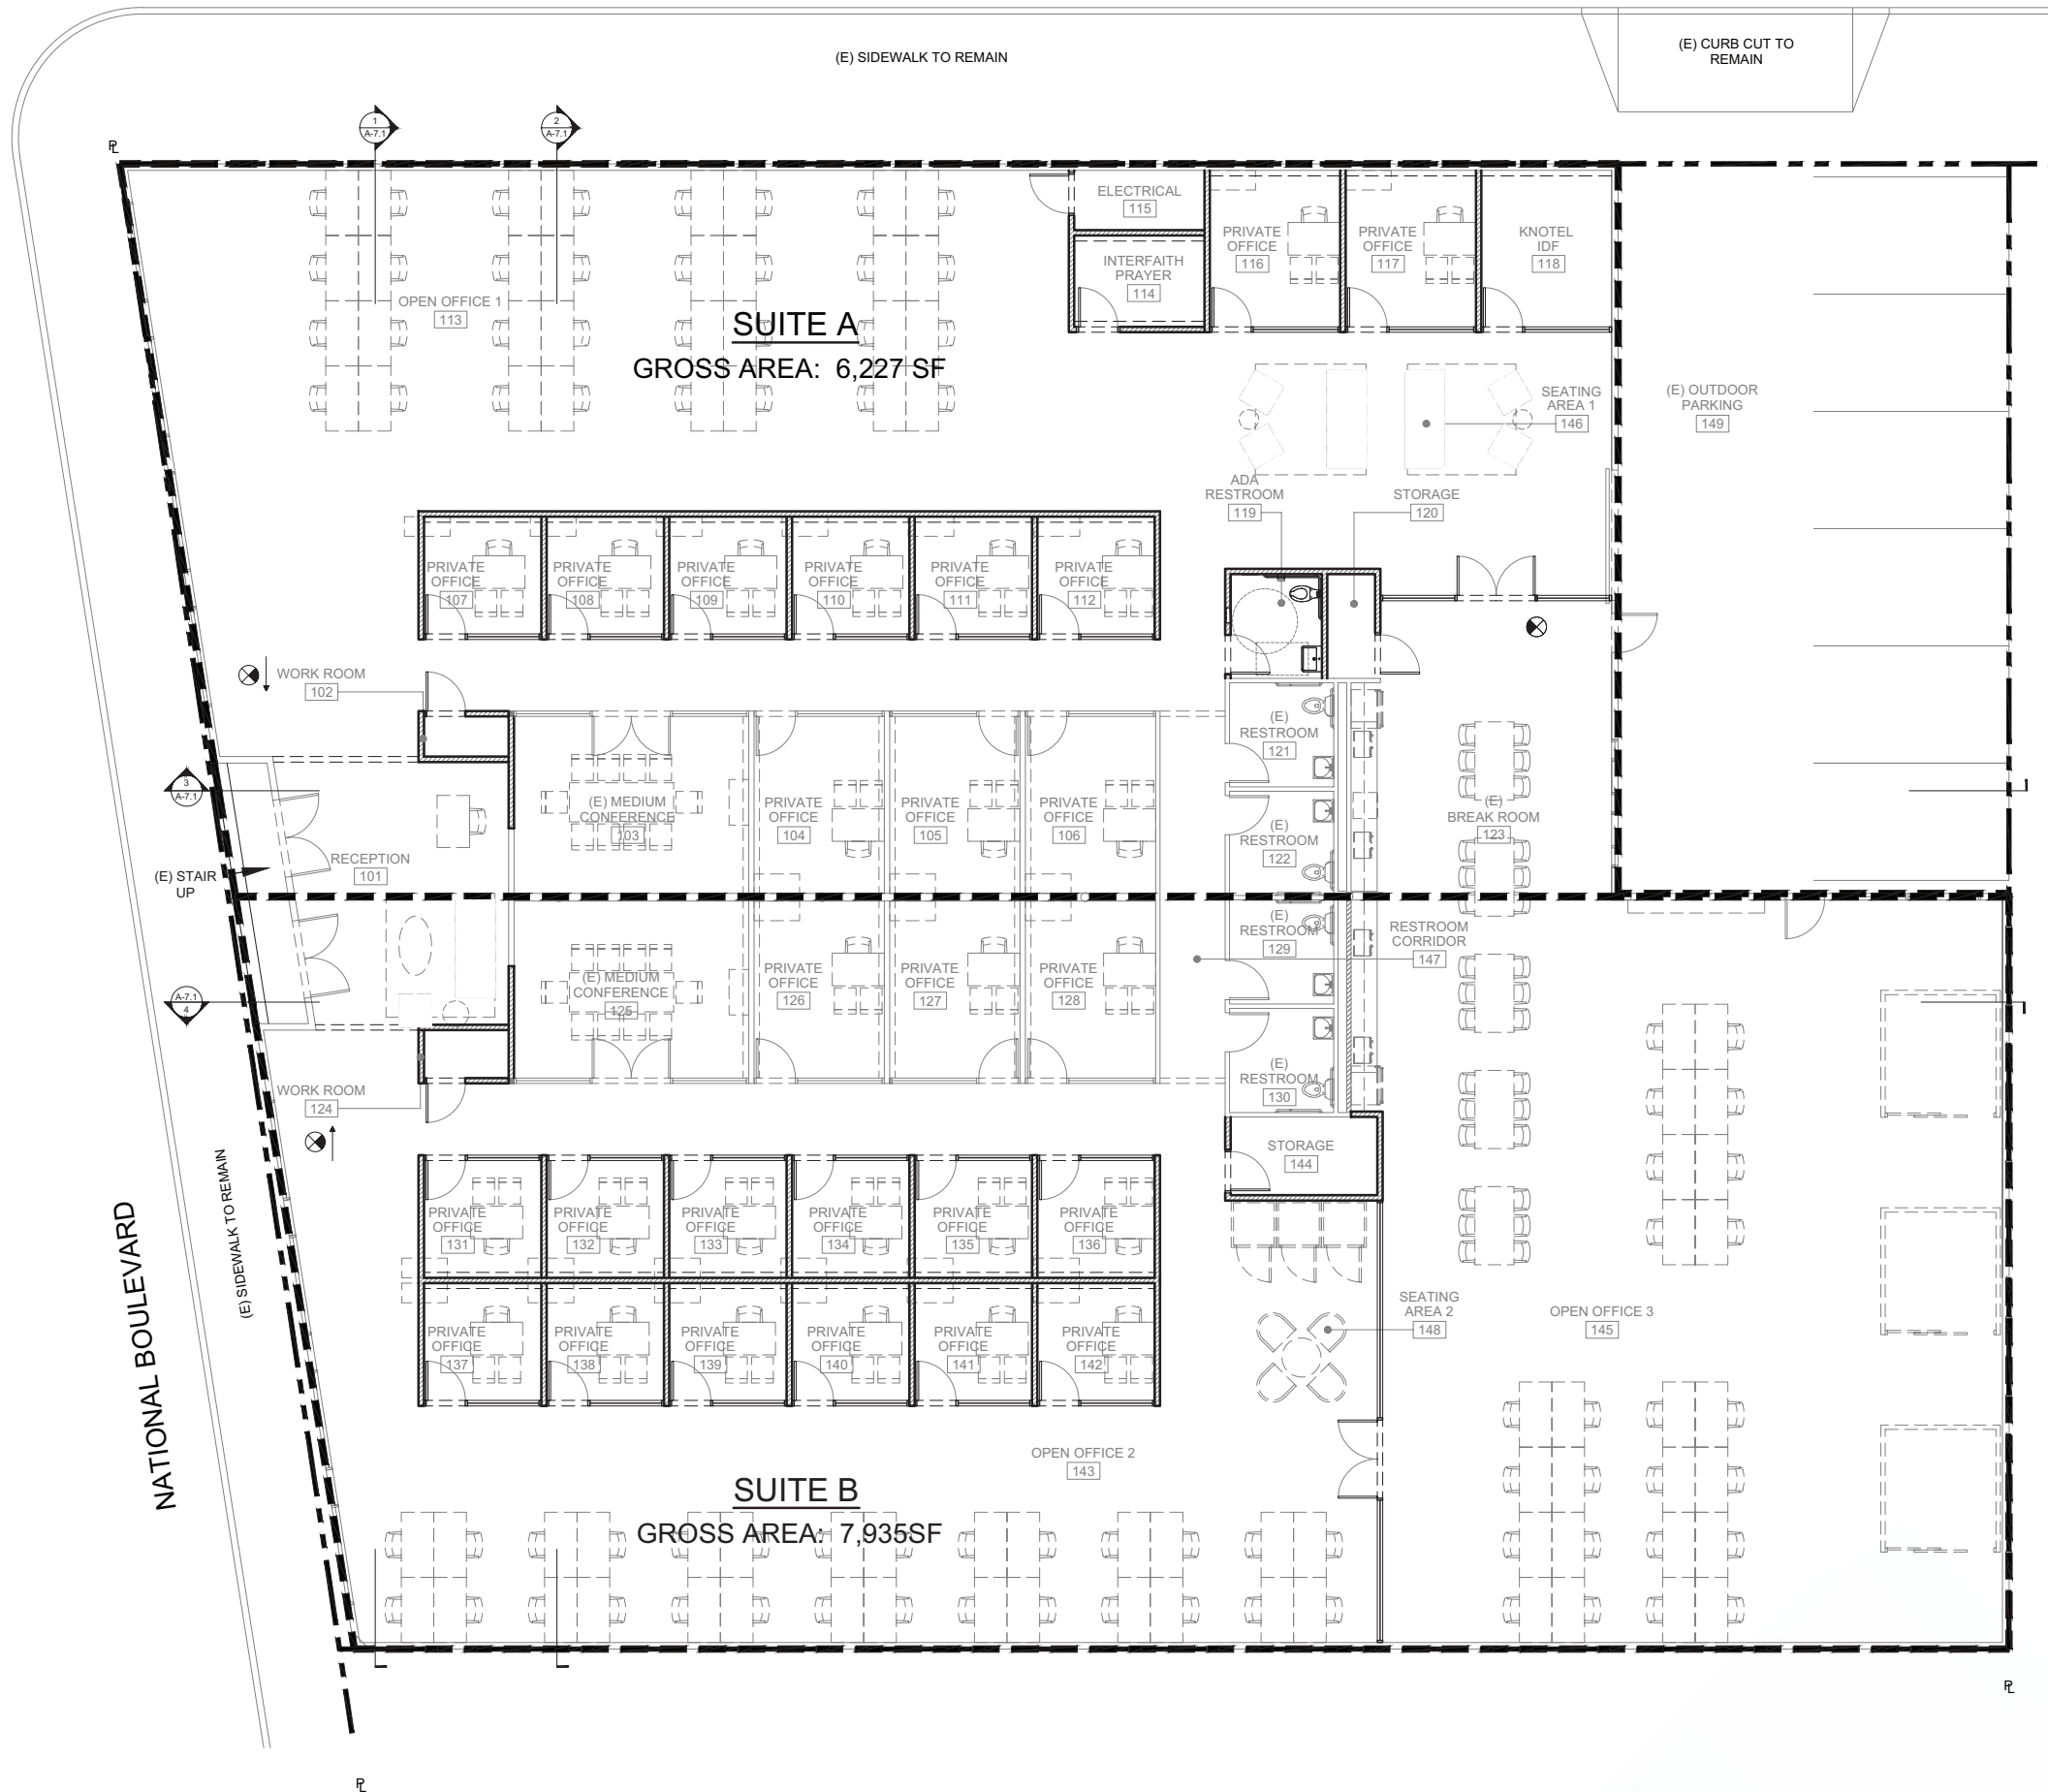 (E) SIDEWALK TO REMAIN
(E) CURB CUT TO
REMAIN
1
A-7.1
2
A-7.1
PL
ELECTRICAL
115
INTERFAITH
PRAYER
114
PRIVATE
OFFICE
116
PRIVATE
OFFICE
117
KNOTEL
IDF
118
OPEN OFFICE 1
113
SUITE A
GROSS AREA: 6,227 SF
SEATING
AREA 1
146
(E) OUTDOOR
PARKING
149
ADA
RESTROOM
119
STORAGE
120
PRIVATE
OFFICE
107
PRIVATE
OFFICE
108
PRIVATE
OFFICE
109
PRIVATE
OFFICE
110
PRIVATE
OFFICE
111
PRIVATE
OFFICE
112
WORK ROOM
102
3
A-7.1
(E) STAIR
UP
RECEPTION
101
(E) MEDIUM
CONFERENCE
103
PRIVATE
OFFICE
104
PRIVATE
OFFICE
105
PRIVATE
OFFICE
106
(E)
RESTROOM
121
(E)
RESTROOM
122
(E)
BREAK ROOM
123
(E)
RESTROOM
129
RESTROOM
CORRIDOR
147
A-7.1
4
(E) MEDIUM
CONFERENCE
125
PRIVATE
OFFICE
126
PRIVATE
OFFICE
127
PRIVATE
OFFICE
128
(E)
RESTROOM
130
WORK ROOM
124
STORAGE
144
PRIVATE
OFFICE
131
PRIVATE
OFFICE
132
PRIVATE
OFFICE
133
PRIVATE
OFFICE
134
PRIVATE
OFFICE
135
PRIVATE
OFFICE
136
PRIVATE
OFFICE
137
PRIVATE
OFFICE
138
PRIVATE
OFFICE
139
PRIVATE
OFFICE
140
PRIVATE
OFFICE
141
PRIVATE
OFFICE
142
SEATING
AREA 2
148
OPEN OFFICE 3
145
NATIONAL BOULEVARD
(E) SIDEWALK TO REMAIN
OPEN OFFICE 2
143
SUITE B
GROSS AREA: 7,935SF
PL
PL